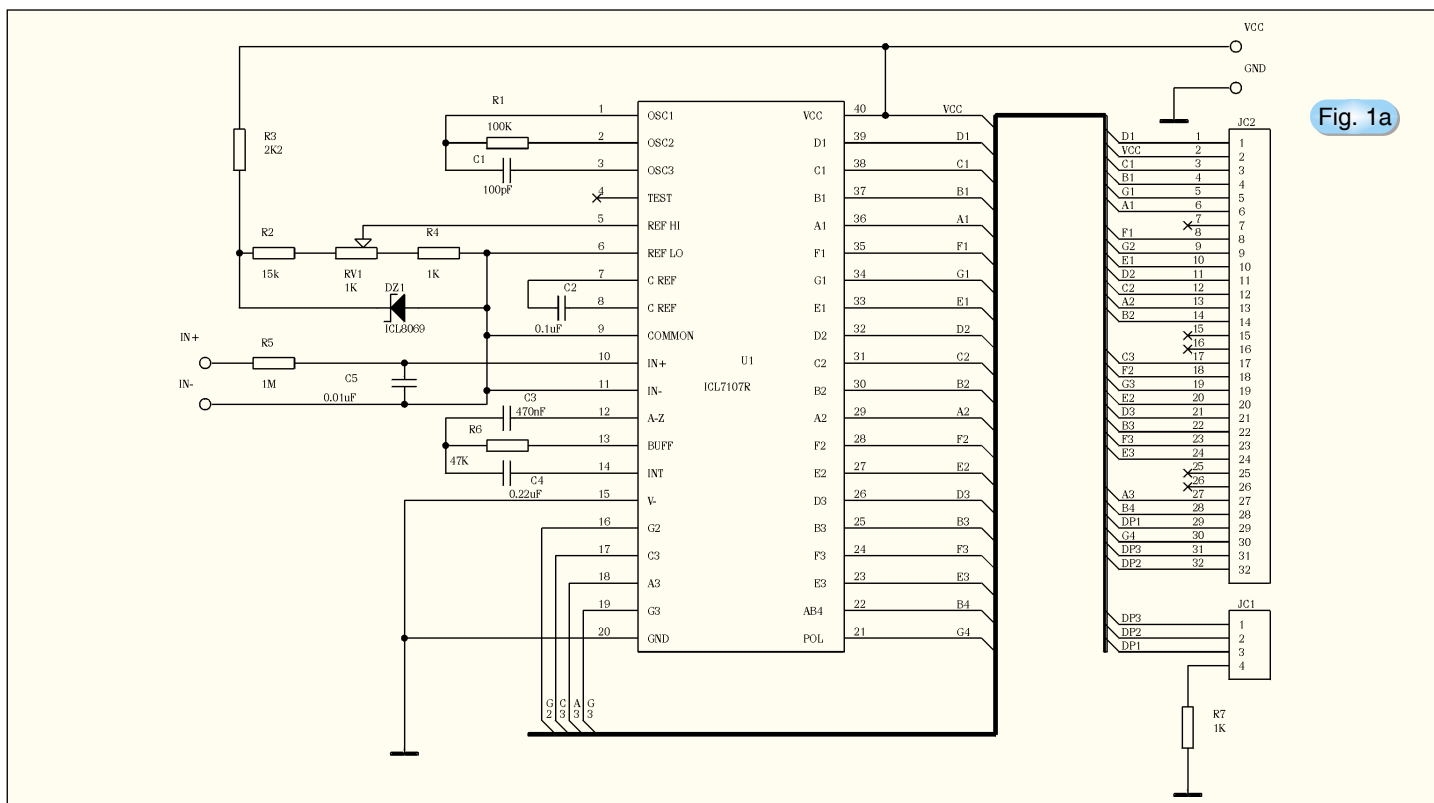 VCC
GND
Fig. 1a
R3
2K2
R1
100K
C1
100pF
R2
15k
RV1
1K
R4
1K
DZ1
ICL8069
C2
0.1uF
IN+
R5
1M
IN-
C5
0.01uF
C3
470nF
R6
47K
C4
0.22uF
U1
ICL7107R
1 OSC1
2 OSC2
3 OSC3
4 TEST
5 REF HI
6 REF LO
7 C REF
8 C REF
9 COMMON
10 IN+
11 IN-
12 A-Z
13 BUFF
14 INT
15 V-
16 G2
17 C3
18 A3
19 G3
20 GND
VCC 40 VCC
D1 39 D1
C1 38 C1
B1 37 B1
A1 36 A1
F1 35 F1
G1 34 G1
E1 33 E1
D2 32 D2
C2 31 C2
B2 30 B2
A2 29 A2
F2 28 F2
E2 27 E2
D3 26 D3
B3 25 B3
F3 24 F3
E3 23 E3
AB4 22 B4
POL 21 G4
G2 C3 A3 G3
JC2
D1 1 1
VCC 2 2
C1 3 3
B1 4 4
G1 5 5
A1 6 6
7 7
F1 8 8
G2 9 9
E1 10 10
D2 11 11
C2 12 12
A2 13 13
B2 14 14
15 15
16 16
C3 17 17
F2 18 18
G3 19 19
E2 20 20
D3 21 21
B3 22 22
F3 23 23
E3 24 24
25 25
26 26
A3 27 27
B4 28 28
DP1 29 29
G4 30 30
DP3 31 31
DP2 32 32
JC1
DP3 1
DP2 2
DP1 3
4
R7
1K